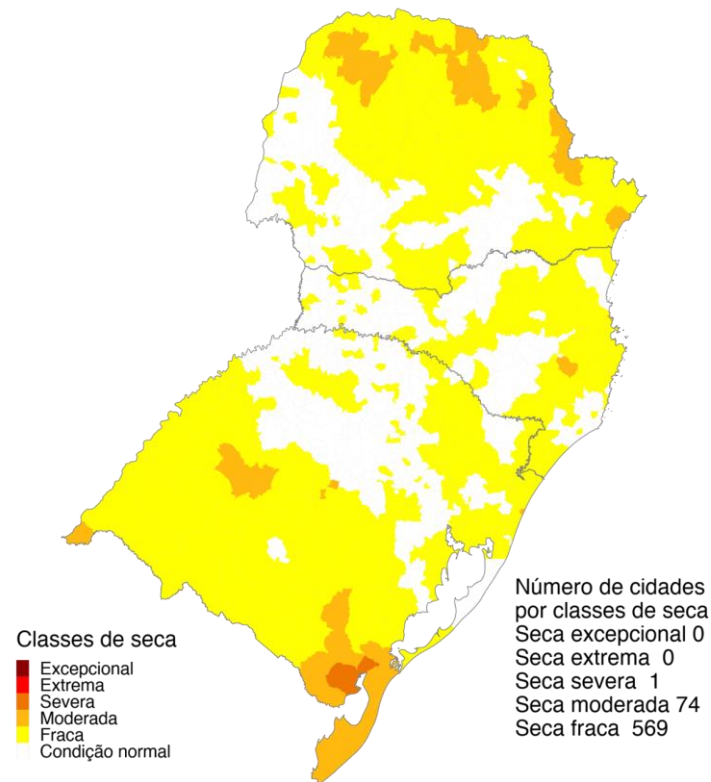 Classes de seca
Excepcional
Extrema
Severa
Moderada
Fraca
Condição normal
Número de cidades
por classes de seca
Seca excepcional 0
Seca extrema 0
Seca severa 1
Seca moderada 74
Seca fraca 569